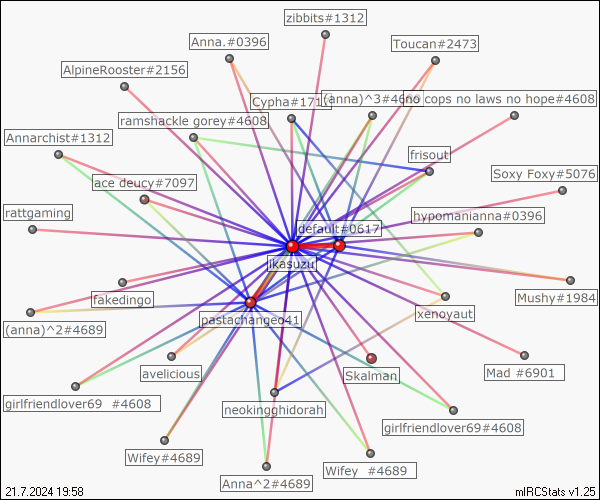 zibbits#1312
Anna.#0396
Toucan#2473
AlpineRooster#2156
Cypha#171
(anna)^3#46
no cops no laws no hope#4608
ramshackle gorey#4608
Annarchist#1312
frisout
Soxy Foxy#5076
ace deucy#7097
rattgaming
hypomanianna#0396
default#0617
ikasuzu
fakedingo
Mushy#1984
xenoyaut
pastachanged41
(anna)^2#4689
avelicious
Skalman
Mad #6901
girlfriendlover69 #4608
neokingghidorah
girlfriendlover69#4608
Wifey#4689
Wifey #4689
Anna^2#4689
21.7.2024 19:58
mIRCStats v1.25